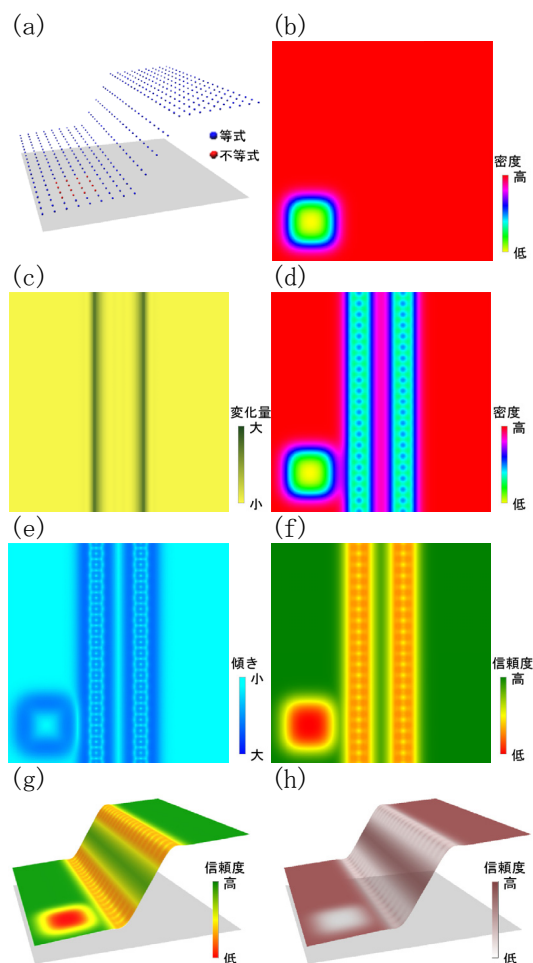 (a)
等式
不等式
(b)
密度
高
低
(c)
変化量
大
小
(d)
密度
高
低
(e)
傾き
小
大
(f)
信頼度
高
低
(g)
信頼度
高
低
(h)
信頼度
高
低